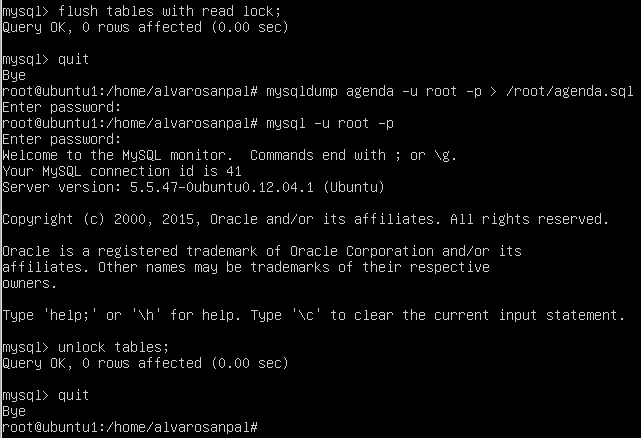 mysql> flush tables with read lock;
Query OK, 0 rows affected (0.00 sec)
mysql> quit
Bye
root@ubuntu1:/home/alvarosanpal# mysqldump agenda -u root -p > /root/agenda.sql
Enter password:
root@ubuntu1:/home/alvarosanpal# mysql -u root -p
Enter password:
Welcome to the MySQL monitor.  Commands end with ; or \g.
Your MySQL connection id is 41
Server version: 5.5.47-0ubuntu0.12.04.1 (Ubuntu)
Copyright (c) 2000, 2015, Oracle and/or its affiliates. All rights reserved.
Oracle is a registered trademark of Oracle Corporation and/or its
affiliates. Other names may be trademarks of their respective
owners.
Type 'help;' or '\h' for help. Type '\c' to clear the current input statement.
mysql> unlock tables;
Query OK, 0 rows affected (0.00 sec)
mysql> quit
Bye
root@ubuntu1:/home/alvarosanpal#